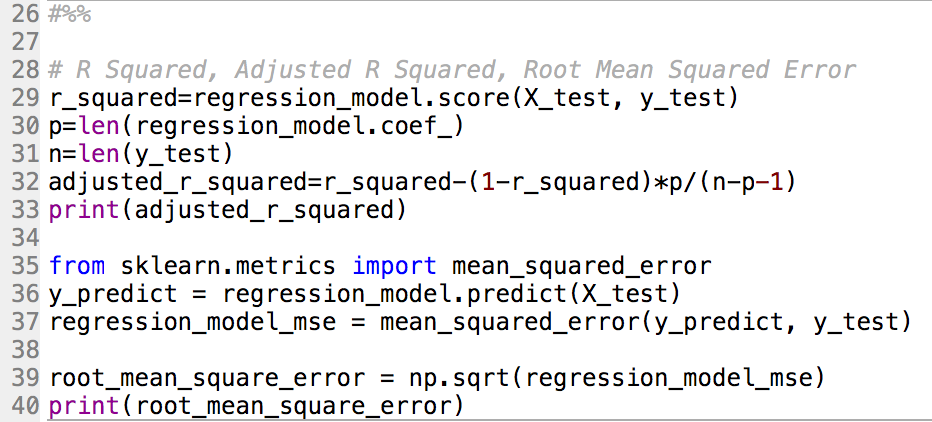 26 #%%
27
28 # R Squared, Adjusted R Squared, Root Mean Squared Error
29 r_squared=regression_model.score(X_test, y_test)
30 p=len(regression_model.coef_)
31 n=len(y_test)
32 adjusted_r_squared=r_squared-(1-r_squared)*p/(n-p-1)
33 print(adjusted_r_squared)
34
35 from sklearn.metrics import mean_squared_error
36 y_predict = regression_model.predict(X_test)
37 regression_model_mse = mean_squared_error(y_predict, y_test)
38
39 root_mean_square_error = np.sqrt(regression_model_mse)
40 print(root_mean_square_error)